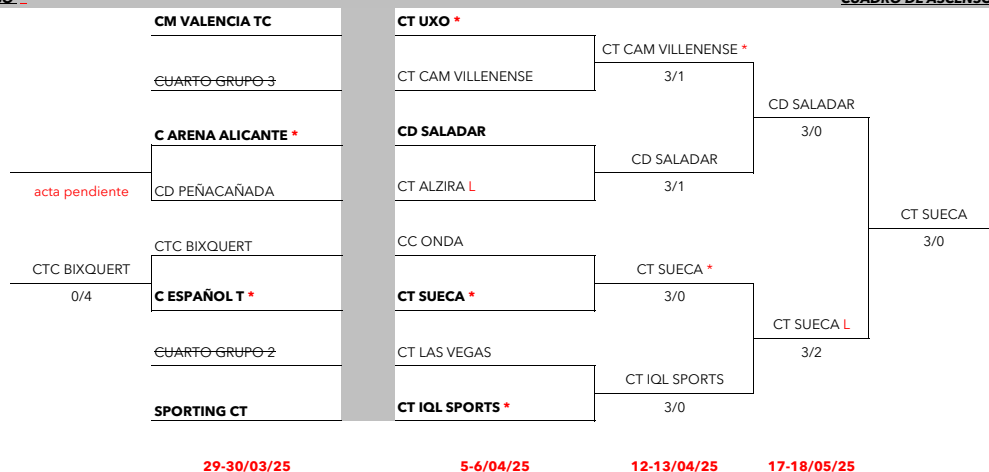 CUADRO DE ASCENSO
CM VALENCIA TC
CT UXO *
CT CAM VILLENENSE *
CUARTO GRUPO 3
CT CAM VILLENENSE
3/1
CD SALADAR
C ARENA ALICANTE *
CD SALADAR
3/0
CD SALADAR
acta pendiente
CD PEÑACAÑADA
CT ALZIRA L
3/1
CT SUECA
CTC BIXQUERT
CC ONDA
3/0
CTC BIXQUERT
CT SUECA *
0/4
C ESPAÑOL T *
CT SUECA *
3/0
CT SUECA L
CUARTO GRUPO 2
CT LAS VEGAS
3/2
CT IQL SPORTS
SPORTING CT
CT IQL SPORTS *
3/0
29-30/03/25
5-6/04/25
12-13/04/25
17-18/05/25